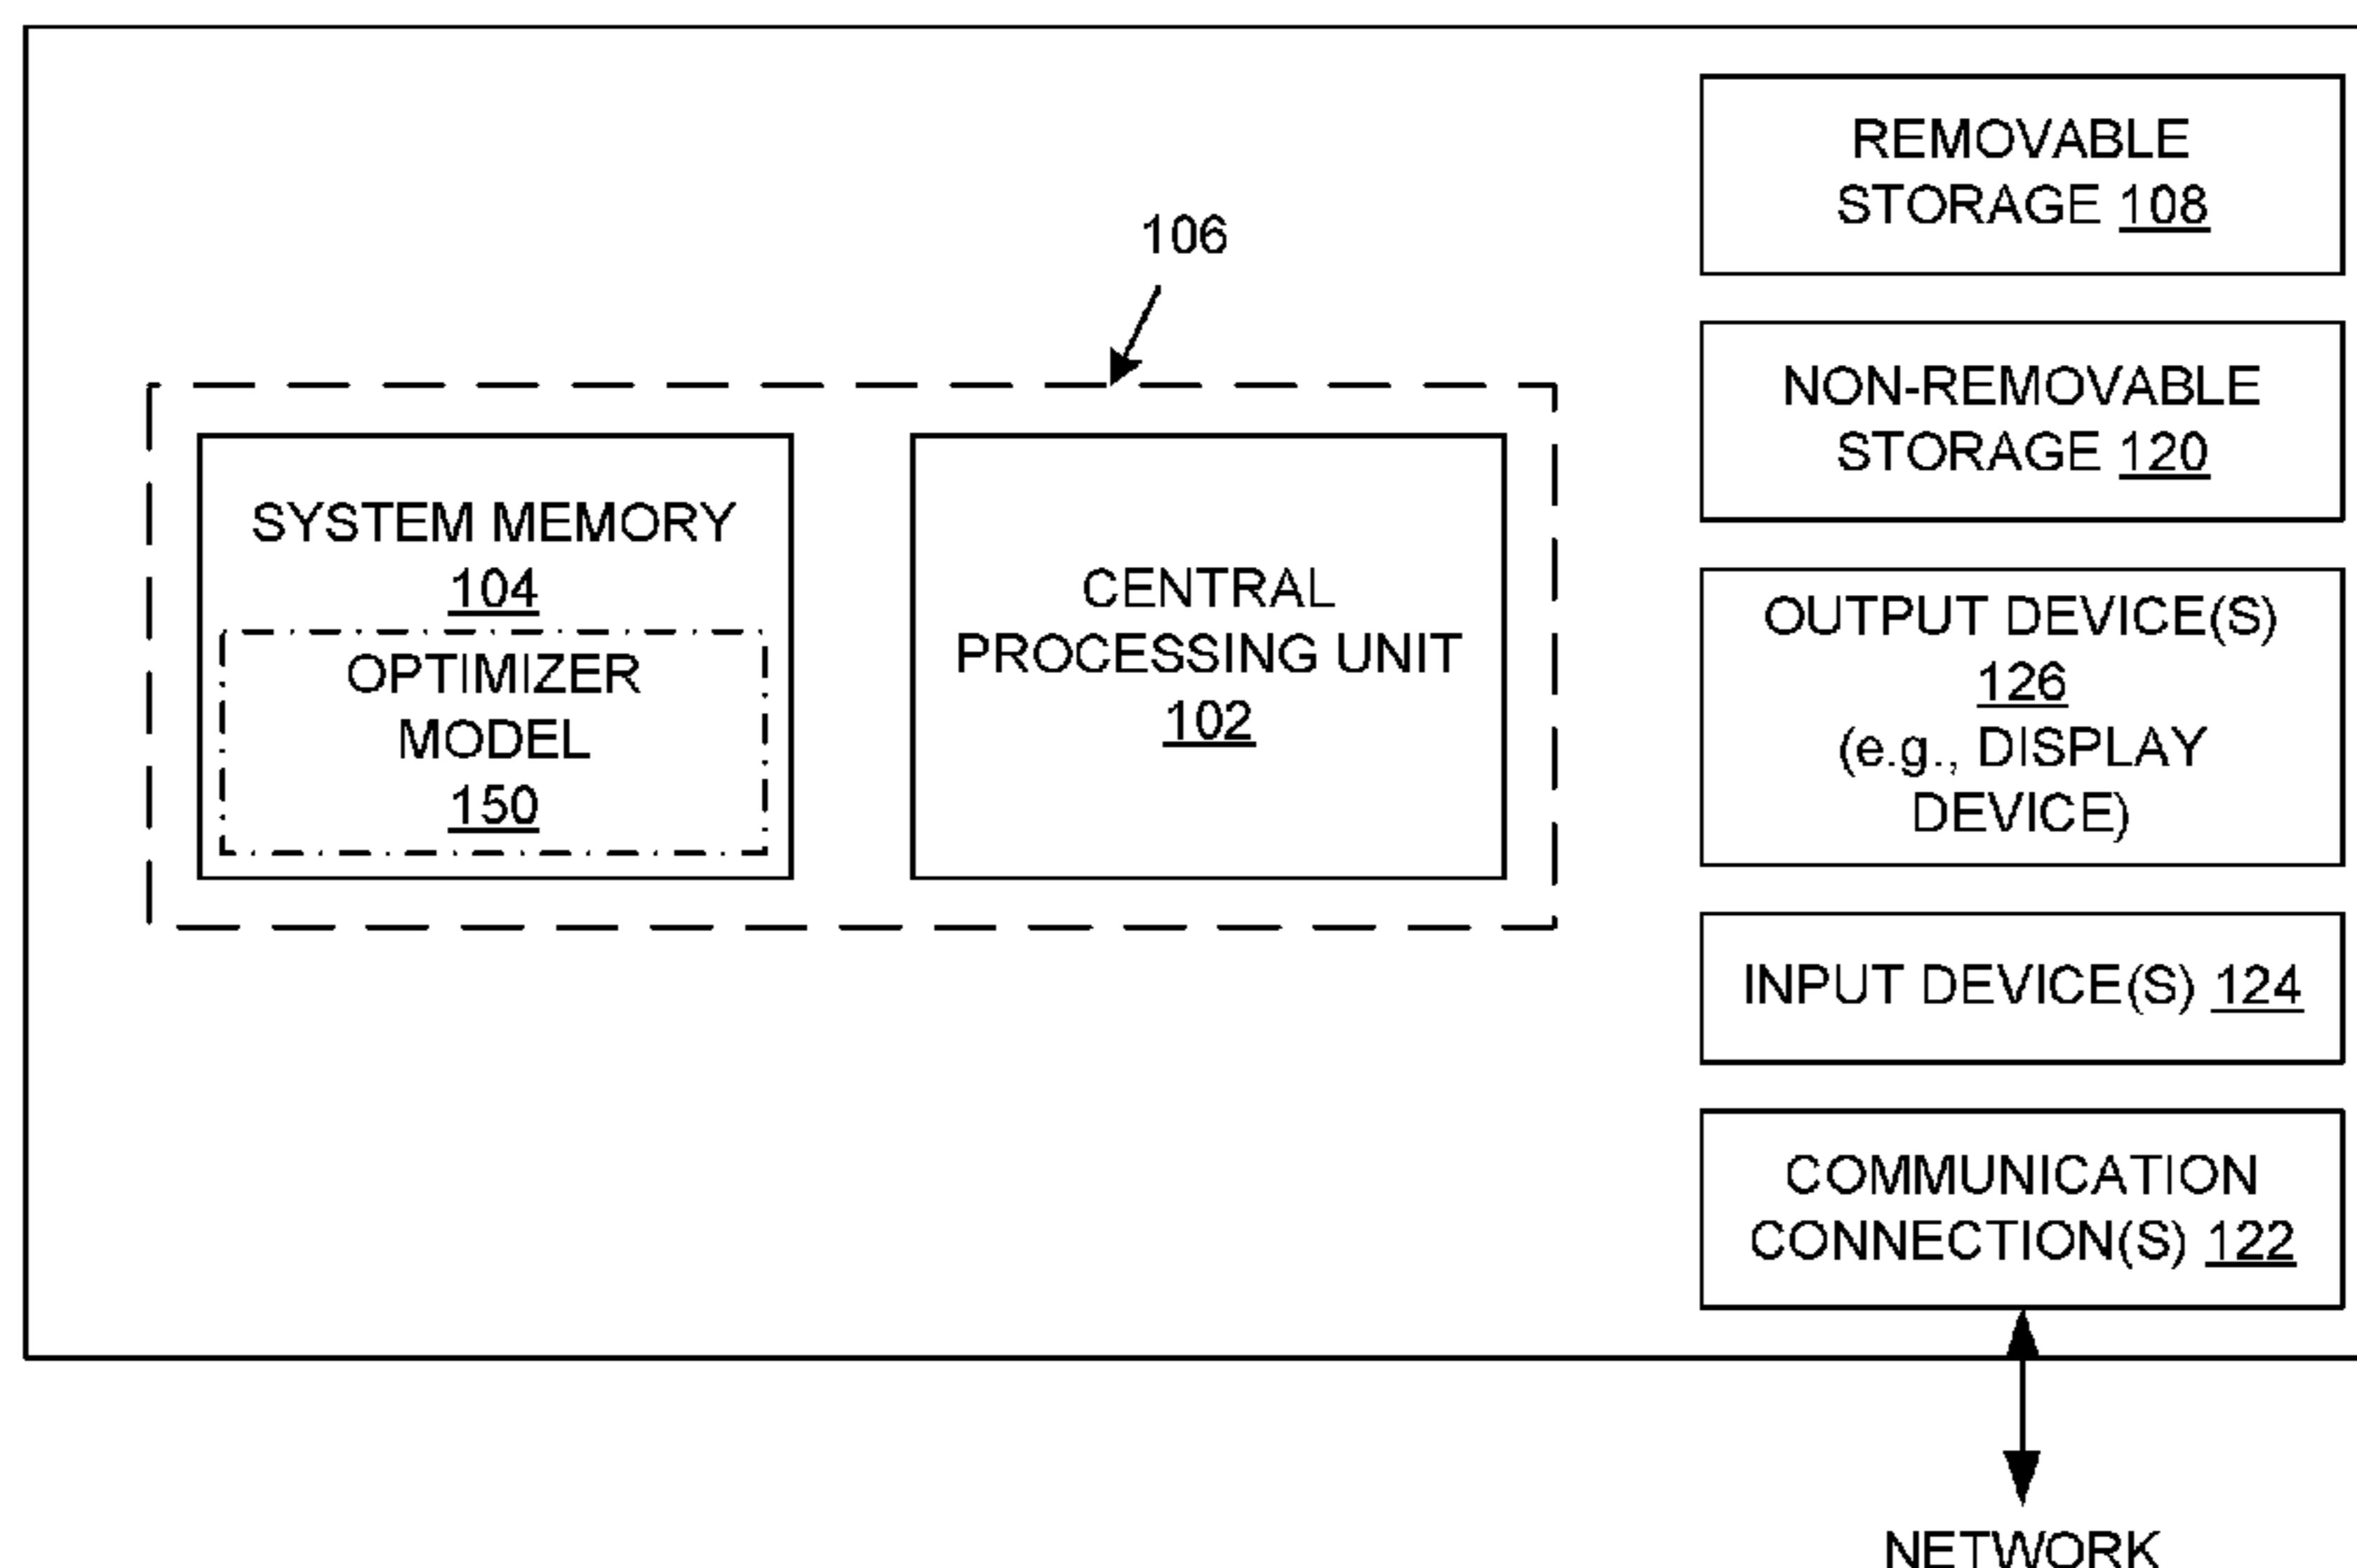 106
SYSTEM MEMORY
104
OPTIMIZER
MODEL
150
CENTRAL
PROCESSING UNIT
102
REMOVABLE
STORAGE 108
NON-REMOVABLE
STORAGE 120
OUTPUT DEVICE(S)
126
(e.g., DISPLAY
DEVICE)
INPUT DEVICE(S) 124
COMMUNICATION
CONNECTION(S) 122
NETWORK